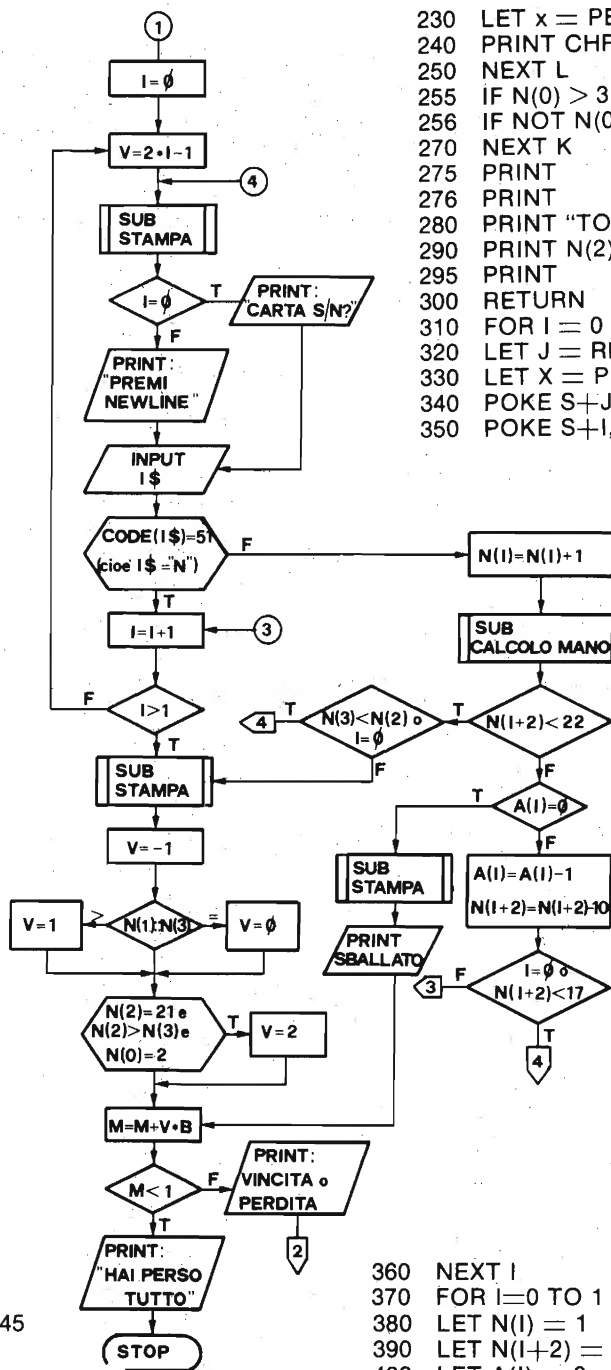 1
I=Ø
V=2*I-1
4
SUB
STAMPA
I=Ø
T
PRINT:
"CARTA S/N?"
F
PRINT:
"PREMI
NEWLINE"
INPUT
I$
CODE(I$)=51
(cioè I$="N")
F
N(I)=N(I)+1
T
I=I+1
3
SUB
CALCOLO MANO
F
I>1
T
4
T
N(3)<N(2) o
I=Ø
T
N(I+2)<22
F
F
SUB
STAMPA
T
A(I)=Ø
F
V=-1
SUB
STAMPA
A(I)=A(I)-1
N(I+2)=N(I+2)-10
V=1
>
N(1):N(3)
=
V=Ø
PRINT
SBALLATO
3
F
I=Ø o
N(I+2)<17
T
4
N(2)=21 e
N(2)>N(3) e
N(0)=2
T
V=2
M=M+V*B
M<1
F
PRINT:
VINCITA o
PERDITA
2
T
PRINT:
"HAI PERSO
TUTTO"
STOP
45
230 LET x = PE
240 PRINT CHR
250 NEXT L
255 IF N(0) > 3
256 IF NOT N(0
270 NEXT K
275 PRINT
276 PRINT
280 PRINT "TO
290 PRINT N(2)
295 PRINT
300 RETURN
310 FOR I = 0
320 LET J = RN
330 LET X = P
340 POKE S+J
350 POKE S+I,
360 NEXT I
370 FOR I=0 TO 1
380 LET N(I) = 1
390 LET N(I+2) =